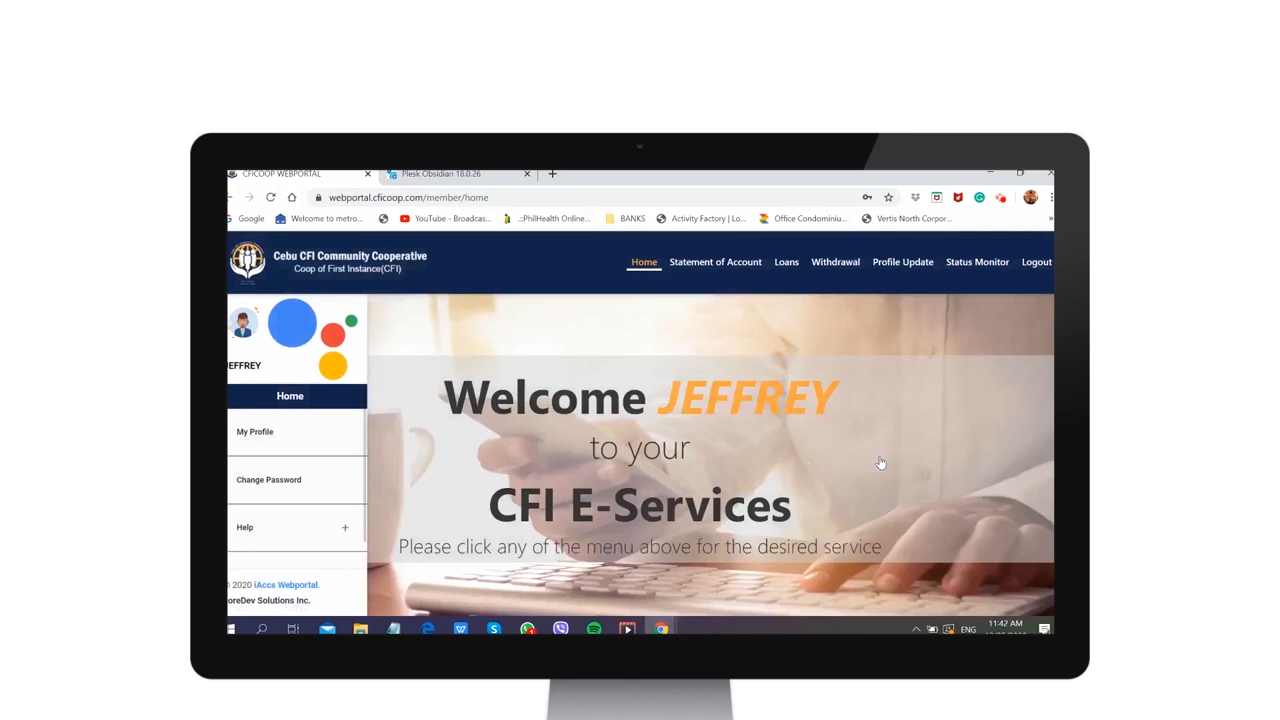 CFICOOP WEBPORTAL
Plesk Obsidian 18.0.26
webportal.cficoop.com/member/home
Google
Welcome to metro...
YouTube - Broadcas...
.:PhilHealth Online...
BANKS
Activity Factory | Lo...
Office Condominiu...
Vertis North Corpor...
»
Cebu CFI Community Cooperative
Coop of First Instance(CFI)
Home
Statement of Account
Loans
Withdrawal
Profile Update
Status Monitor
Logout
JEFFREY
Home
My Profile
Change Password
Help +
© 2020 iAccs Webportal.
oreDev Solutions Inc.
Welcome JEFFREY
to your
CFI E-Services
Please click any of the menu above for the desired service
ENG
11:42 AM